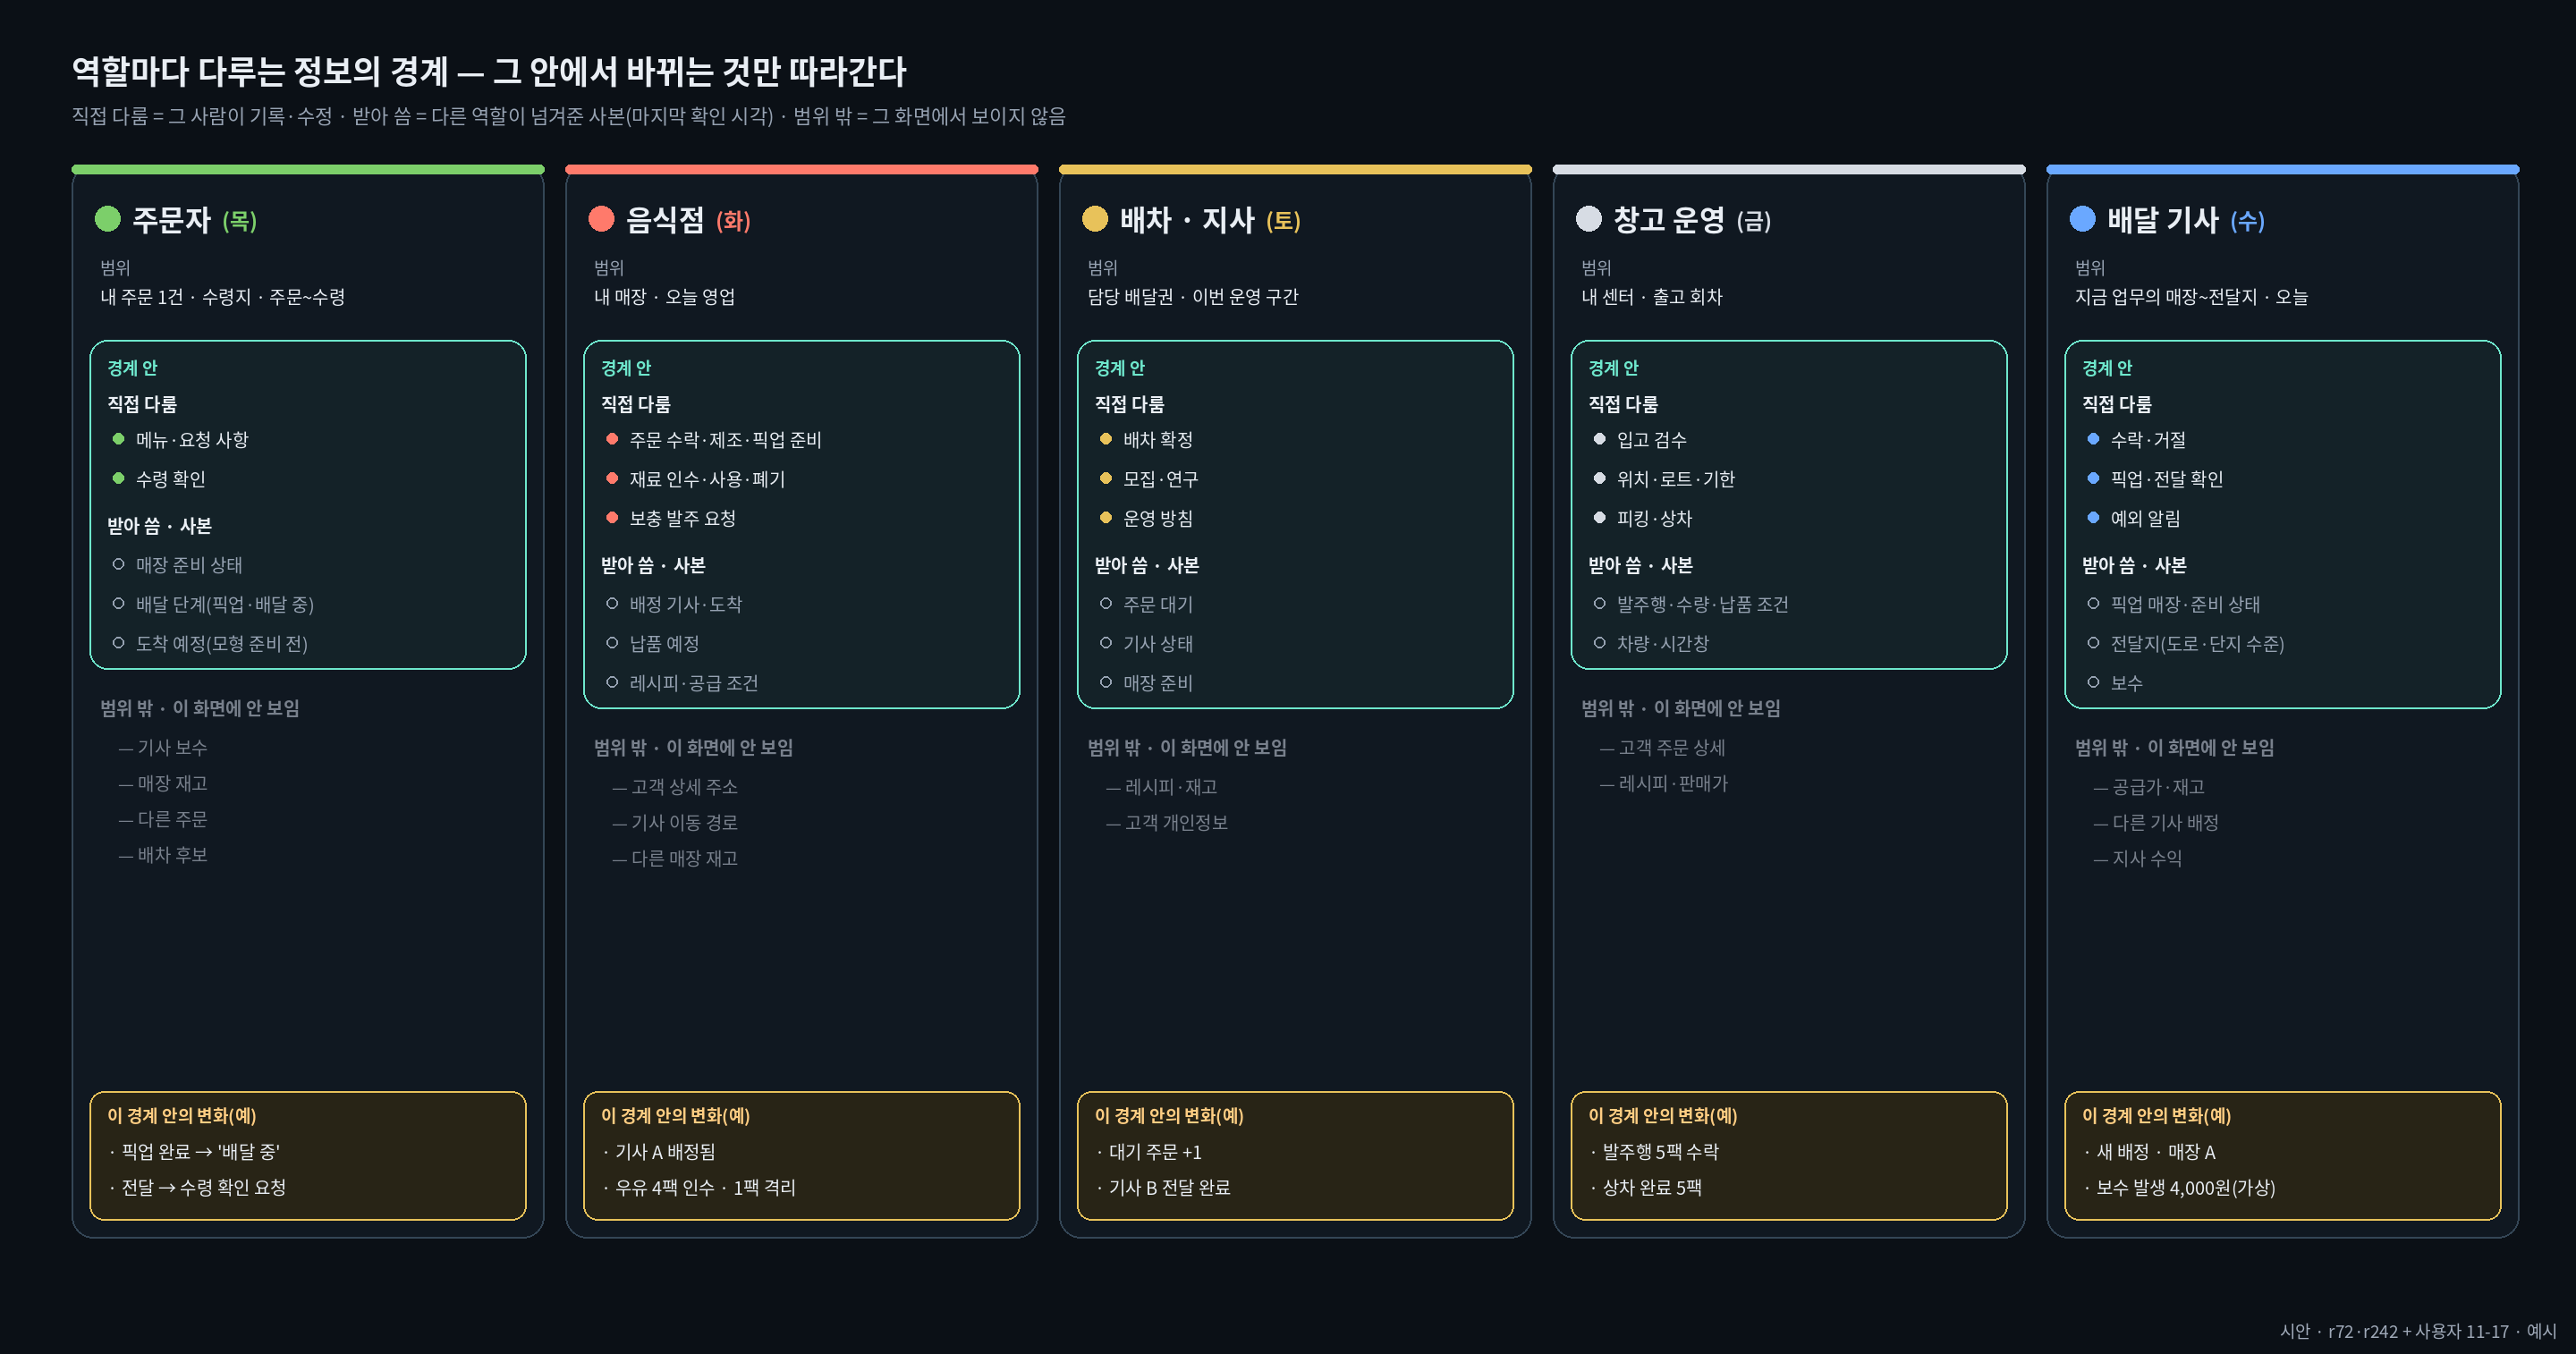 역할마다 다루는 정보의 경계 — 그 안에서 바뀌는 것만 따라간다
직접 다룸 = 그 사람이 기록·수정 · 받아 씀 = 다른 역할이 넘겨준 사본(마지막 확인 시각) · 범위 밖 = 그 화면에서 보이지 않음
주문자 (목)
범위
내 주문 1건 · 수령지 · 주문~수령
경계 안
직접 다룸
메뉴·요청 사항
수령 확인
받아 씀 · 사본
매장 준비 상태
배달 단계(픽업·배달 중)
도착 예정(모형 준비 전)
범위 밖 · 이 화면에 안 보임
— 기사 보수
— 매장 재고
— 다른 주문
— 배차 후보
이 경계 안의 변화(예)
· 픽업 완료 → '배달 중'
· 전달 → 수령 확인 요청
음식점 (화)
범위
내 매장 · 오늘 영업
경계 안
직접 다룸
주문 수락·제조·픽업 준비
재료 인수·사용·폐기
보충 발주 요청
받아 씀 · 사본
배정 기사·도착
납품 예정
레시피·공급 조건
범위 밖 · 이 화면에 안 보임
— 고객 상세 주소
— 기사 이동 경로
— 다른 매장 재고
이 경계 안의 변화(예)
· 기사 A 배정됨
· 우유 4팩 인수 · 1팩 격리
배차 · 지사 (토)
범위
담당 배달권 · 이번 운영 구간
경계 안
직접 다룸
배차 확정
모집·연구
운영 방침
받아 씀 · 사본
주문 대기
기사 상태
매장 준비
범위 밖 · 이 화면에 안 보임
— 레시피·재고
— 고객 개인정보
이 경계 안의 변화(예)
· 대기 주문 +1
· 기사 B 전달 완료
창고 운영 (금)
범위
내 센터 · 출고 회차
경계 안
직접 다룸
입고 검수
위치·로트·기한
피킹·상차
받아 씀 · 사본
발주행·수량·납품 조건
차량·시간창
범위 밖 · 이 화면에 안 보임
— 고객 주문 상세
— 레시피·판매가
이 경계 안의 변화(예)
· 발주행 5팩 수락
· 상차 완료 5팩
배달 기사 (수)
범위
지금 업무의 매장~전달지 · 오늘
경계 안
직접 다룸
수락·거절
픽업·전달 확인
예외 알림
받아 씀 · 사본
픽업 매장·준비 상태
전달지(도로·단지 수준)
보수
범위 밖 · 이 화면에 안 보임
— 공급가·재고
— 다른 기사 배정
— 지사 수익
이 경계 안의 변화(예)
· 새 배정 · 매장 A
· 보수 발생 4,000원(가상)
시안 · r72·r242 + 사용자 11-17 · 예시